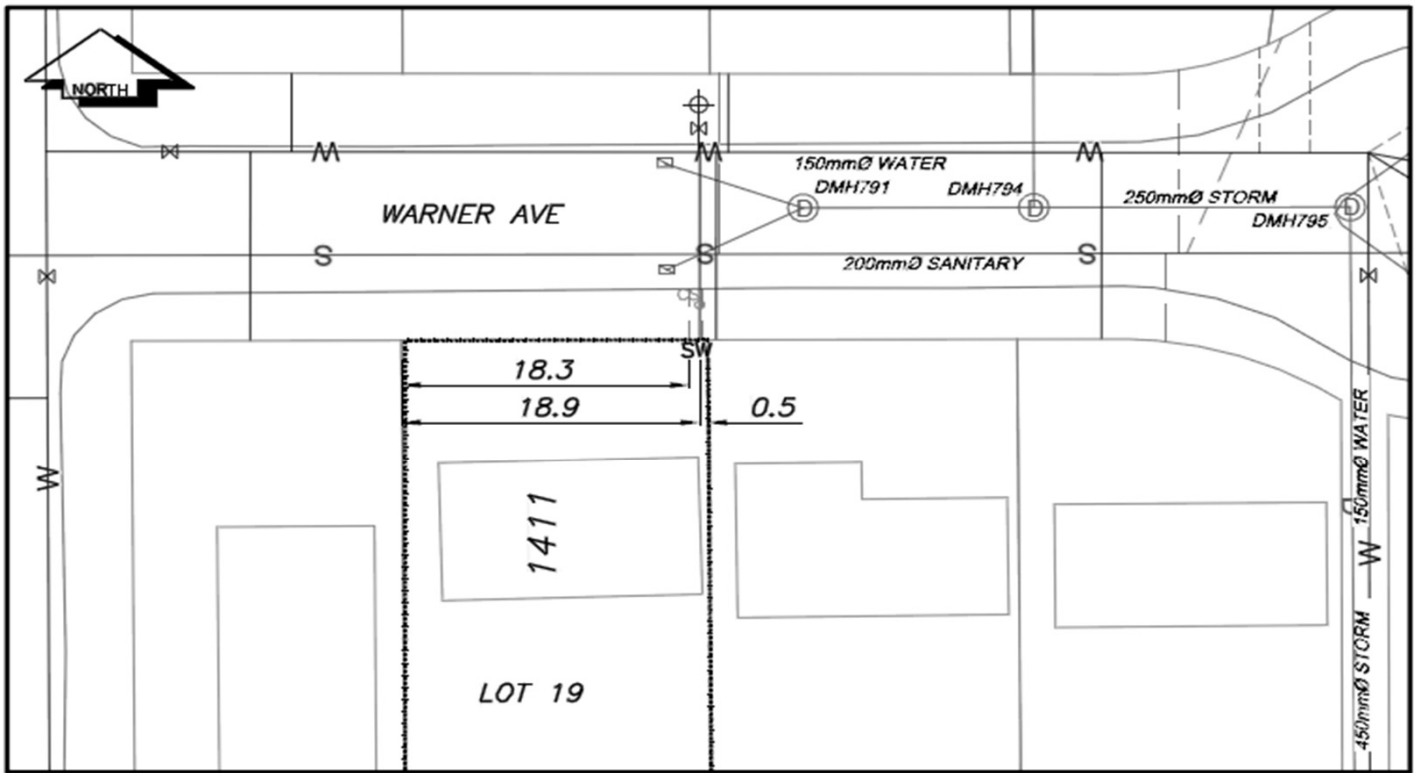 NORTH
W
W
W
150mmØ WATER
DMH791
DMH794
D
D
D
250mmØ STORM
DMH795
WARNER AVE
S
S
S
200mmØ SANITARY
SW
18.3
18.9
0.5
1411
LOT 19
W
W
150mmØ WATER
450mmØ STORM